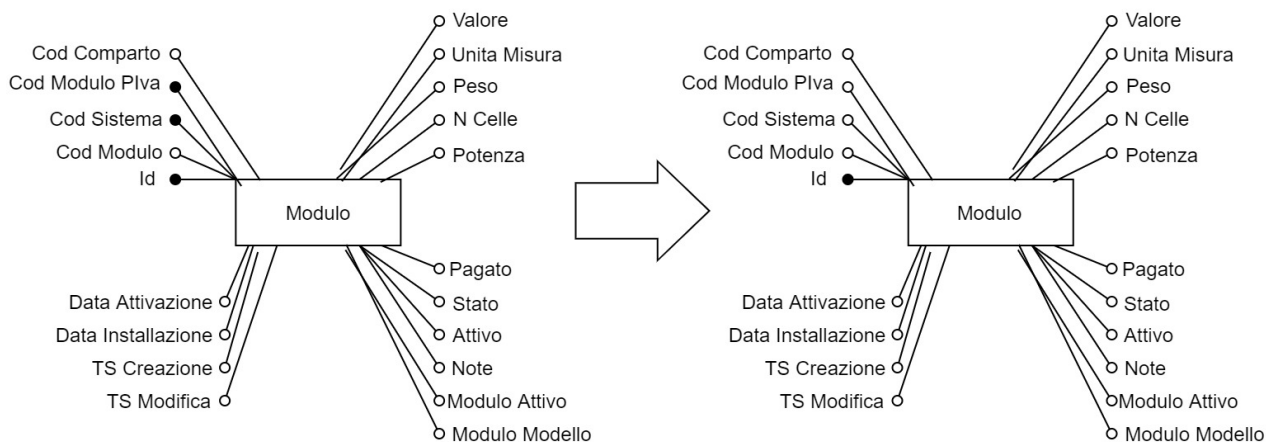 Cod Comparto
Cod Modulo PIva
Cod Sistema
Cod Modulo
Id
Valore
Unita Misura
Peso
N Celle
Potenza
Modulo
Data Attivazione
Data Installazione
TS Creazione
TS Modifica
Pagato
Stato
Attivo
Note
Modulo Attivo
Modulo Modello
Cod Comparto
Cod Modulo PIva
Cod Sistema
Cod Modulo
Id
Valore
Unita Misura
Peso
N Celle
Potenza
Modulo
Data Attivazione
Data Installazione
TS Creazione
TS Modifica
Pagato
Stato
Attivo
Note
Modulo Attivo
Modulo Modello